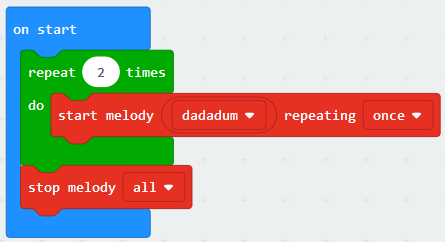 on start
repeat 2 times
do
start melody dadadum repeating once
stop melody all